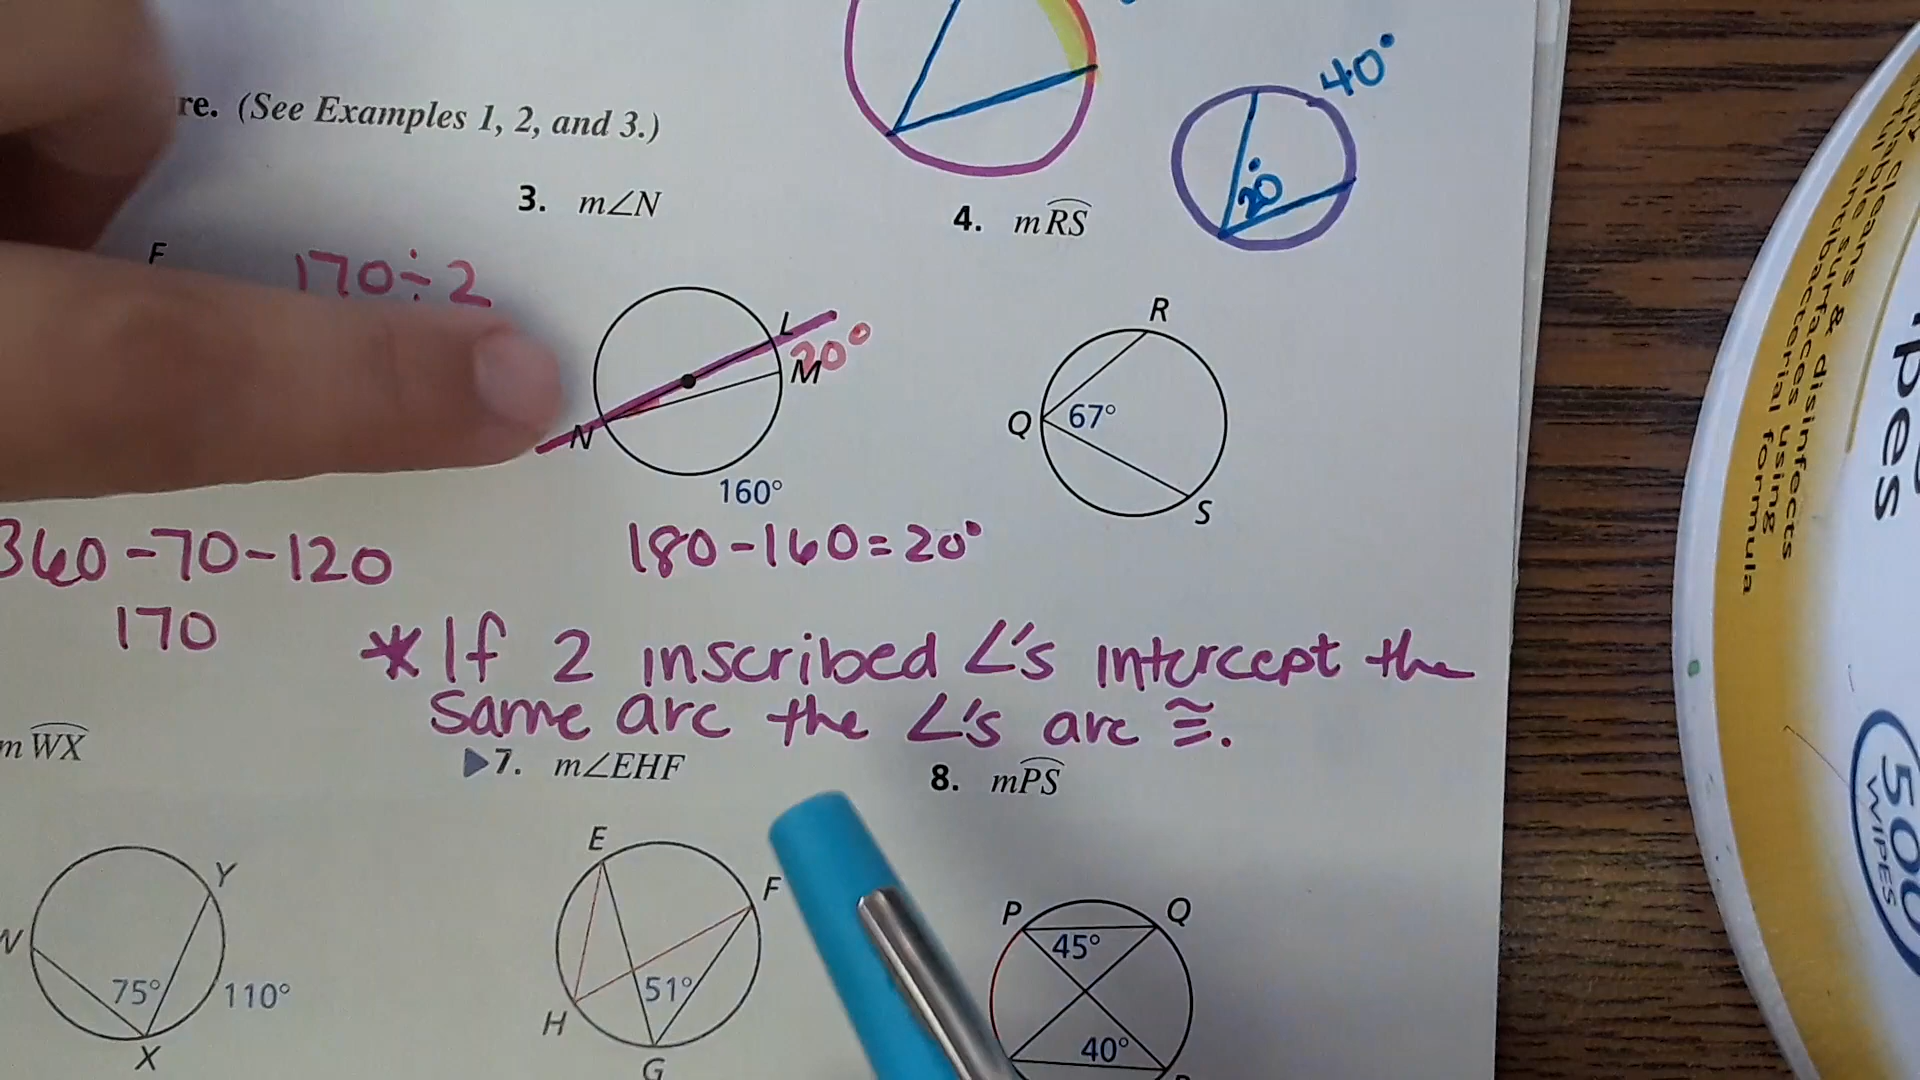 40°
re. (See Examples 1, 2, and 3.)
20°
3. m∠N
4. mRS
F
170÷2
L
20°
M
N
160°
R
Q
67°
S
360-70-120
170
180-160=20°
*If 2 inscribed ∠'s intercept the
same arc the ∠'s are ≅.
mWX
7. m∠EHF
8. mPS
Y
75°
110°
X
E
F
H
51°
G
P
Q
45°
40°
cleans & disinfects
surfaces using
antibacterial formula
500
WIPES